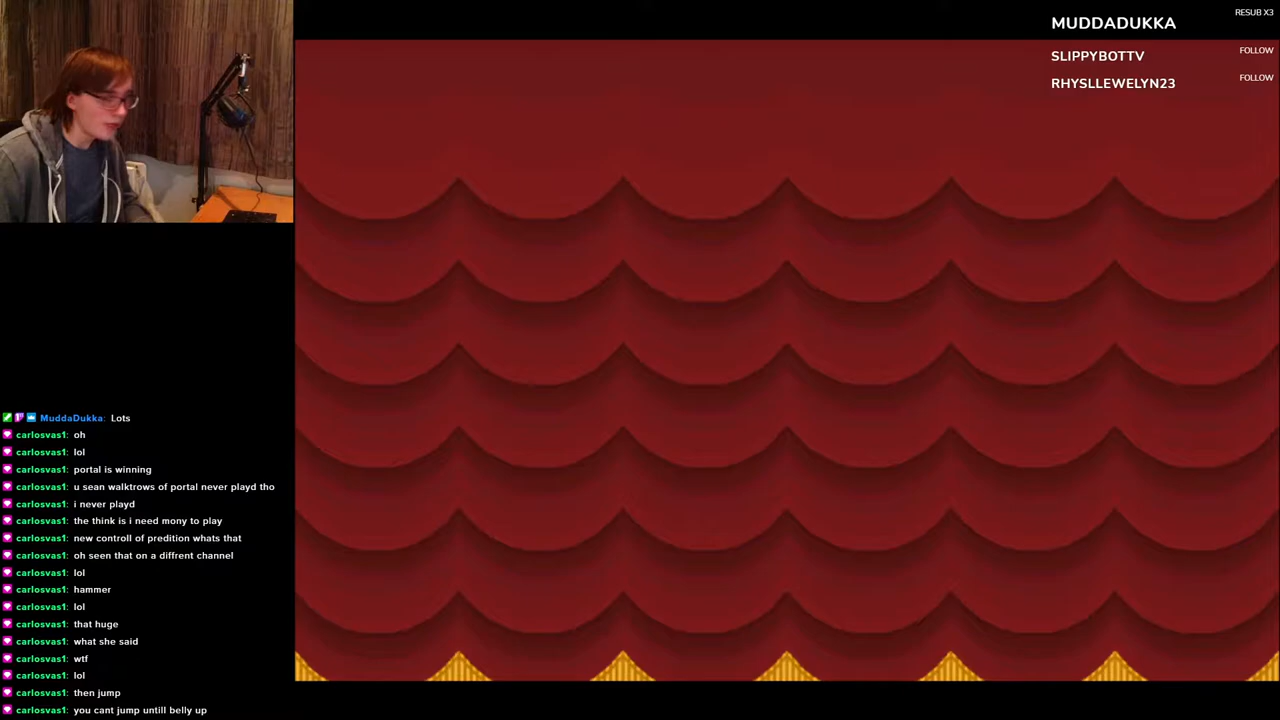 MUDDADUKKA RESUB X3
SLIPPYBOTTV FOLLOW
RHYSLLEWELYN23 FOLLOW
MuddaDukka: Lots
carlosvas1: oh
carlosvas1: lol
carlosvas1: portal is winning
carlosvas1: u sean walktrows of portal never playd tho
carlosvas1: i never playd
carlosvas1: the think is i need mony to play
carlosvas1: new controll of predition whats that
carlosvas1: oh seen that on a diffrent channel
carlosvas1: lol
carlosvas1: hammer
carlosvas1: lol
carlosvas1: that huge
carlosvas1: what she said
carlosvas1: wtf
carlosvas1: lol
carlosvas1: then jump
carlosvas1: you cant jump untill belly up